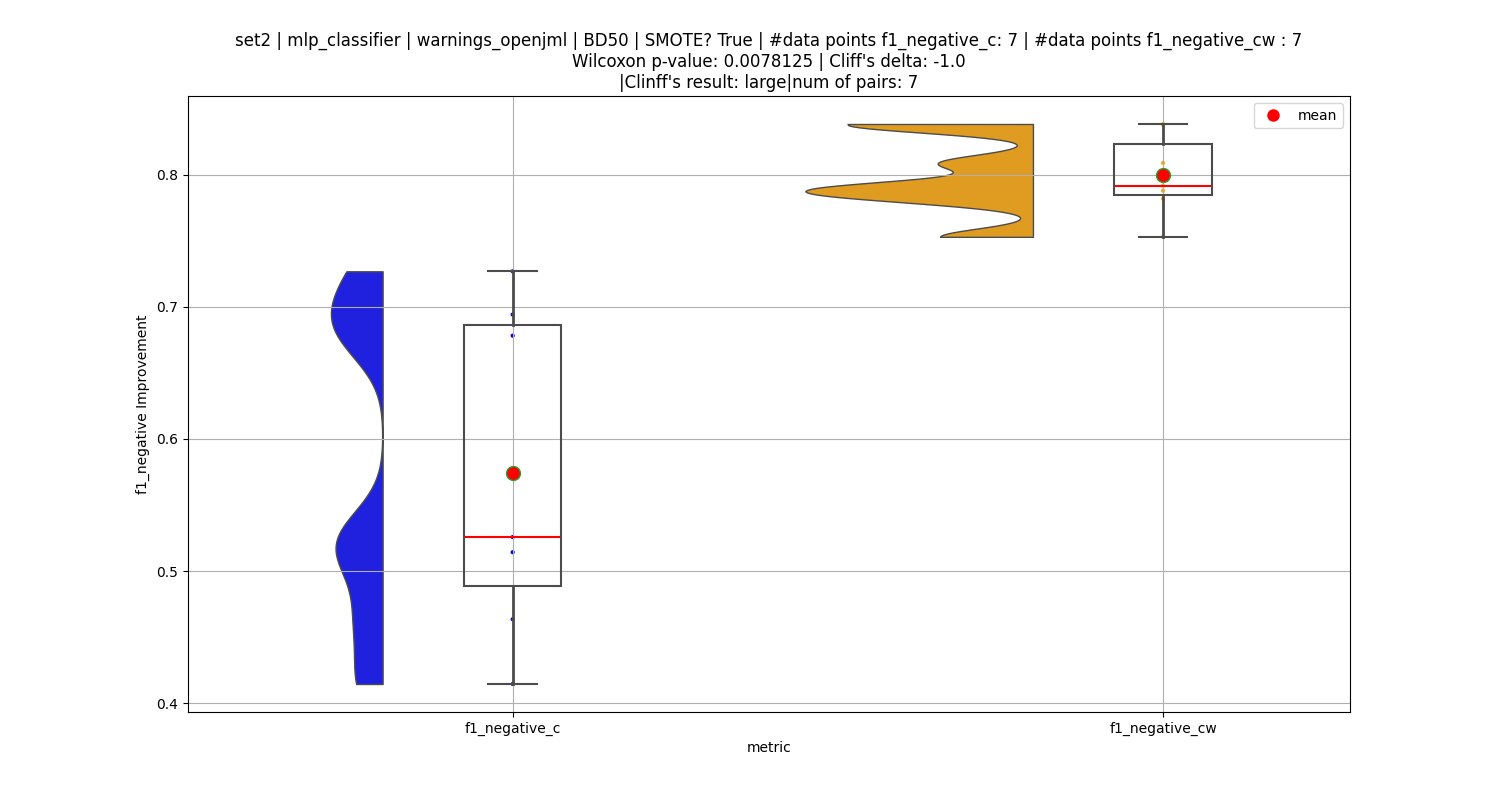 set2 | mlp_classifier | warnings_openjml | BD50 | SMOTE? True | #data points f1_negative_c: 7 | #data points f1_negative_cw : 7
Wilcoxon p-value: 0.0078125 | Cliff's delta: -1.0
|Clinff's result: large|num of pairs: 7
mean
0.8
0.7
0.6
0.5
0.4
f1_negative Improvement
f1_negative_c
f1_negative_cw
metric